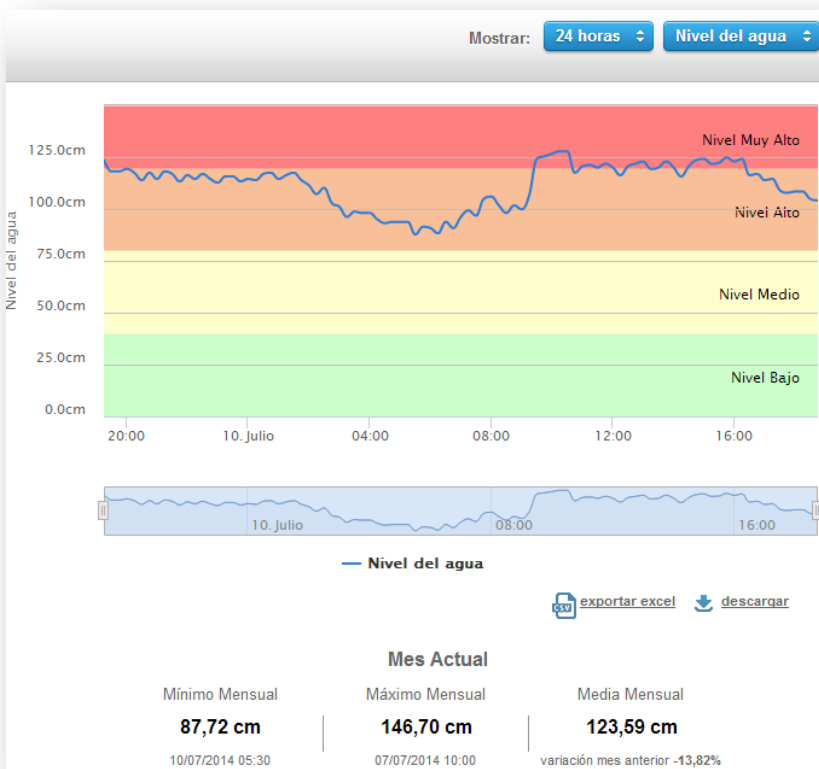 Mostrar: 24 horas Nivel del agua
Nivel del agua
125.0cm
100.0cm
75.0cm
50.0cm
25.0cm
0.0cm
Nivel Muy Alto
Nivel Alto
Nivel Medio
Nivel Bajo
20:00 10. Julio 04:00 08:00 12:00 16:00
10. Julio 08:00 16:00
Nivel del agua
CSV exportar excel descargar
Mes Actual
Mínimo Mensual Máximo Mensual Media Mensual
87,72 cm 146,70 cm 123,59 cm
10/07/2014 05:30 07/07/2014 10:00 variación mes anterior -13,82%